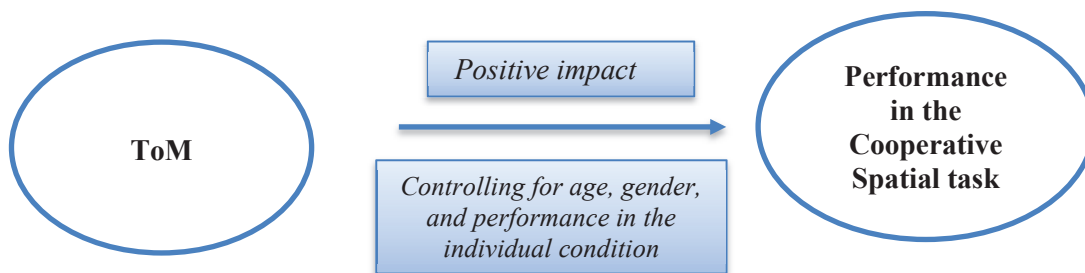 ToM
Positive impact
Controlling for age, gender,
and performance in the
individual condition
Performance
in the
Cooperative
Spatial task